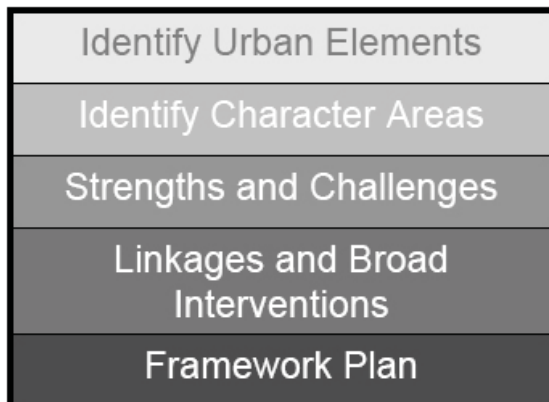 Identify Urban Elements
Identify Character Areas
Strengths and Challenges
Linkages and Broad
Interventions
Framework Plan